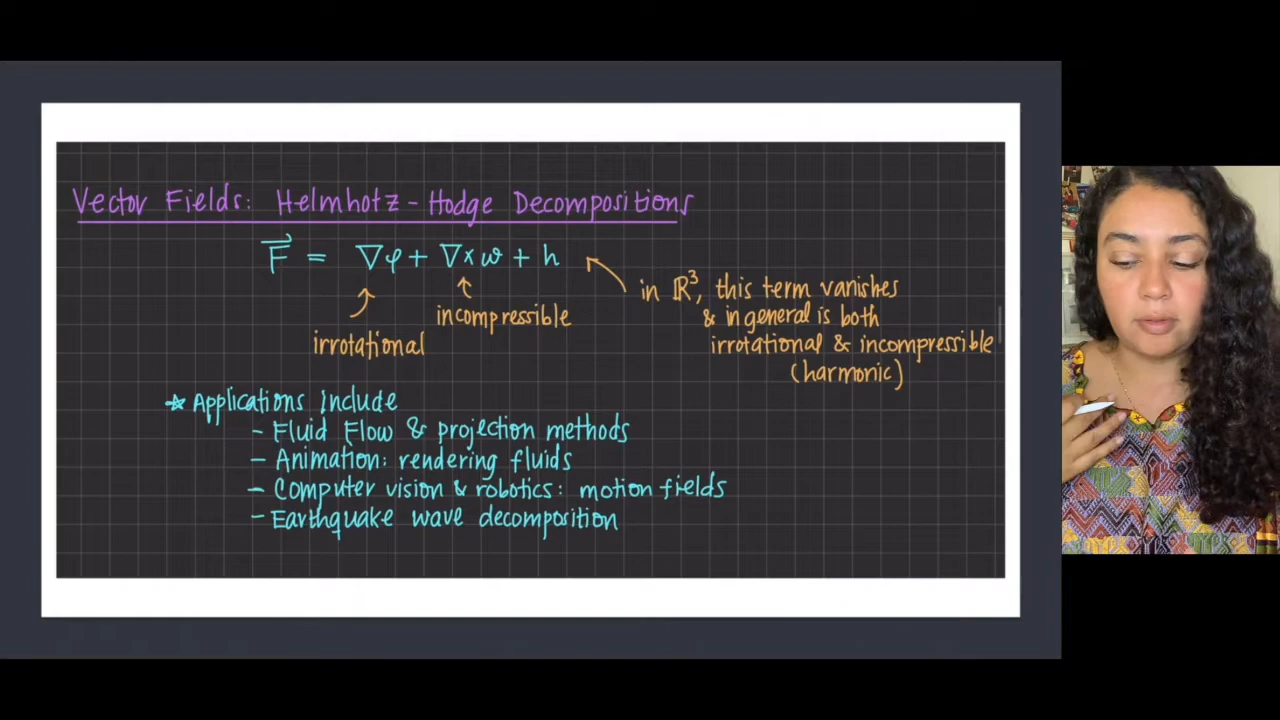 Vector Fields: Helmhotz-Hodge Decompositions
F⃗ = ∇φ + ∇×ω + h
in ℝ³, this term vanishes
& in general is both
irrotational & incompressible
(harmonic)
incompressible
irrotational
* Applications include
- Fluid Flow & projection methods
- Animation: rendering fluids
- Computer vision & robotics: motion fields
- Earthquake wave decomposition